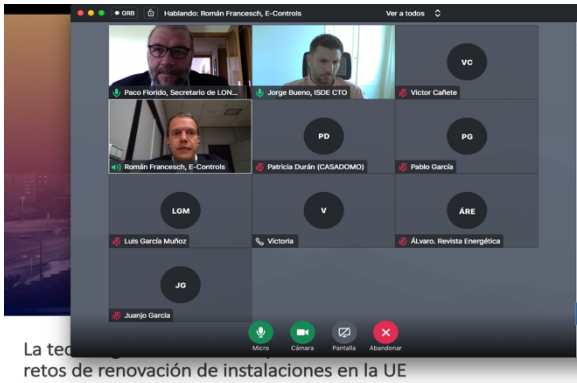 GRB Hablando: Román Francesch, E-Controls Ver a todos
VC
Paco Florido, Secretario de LON... Jorge Bueno, ISDE CTO Victor Cañete
PD PG
Román Francesch, E-Controls Patricia Durán (CASADOMO) Pablo García
LGM V ÁRE
Luis García Muñoz Victoria ÁLvaro. Revista Energética
JG
Juanjo García
Micro Cámara Pantalla Abandonar
La
retos de renovación de instalaciones en la UE